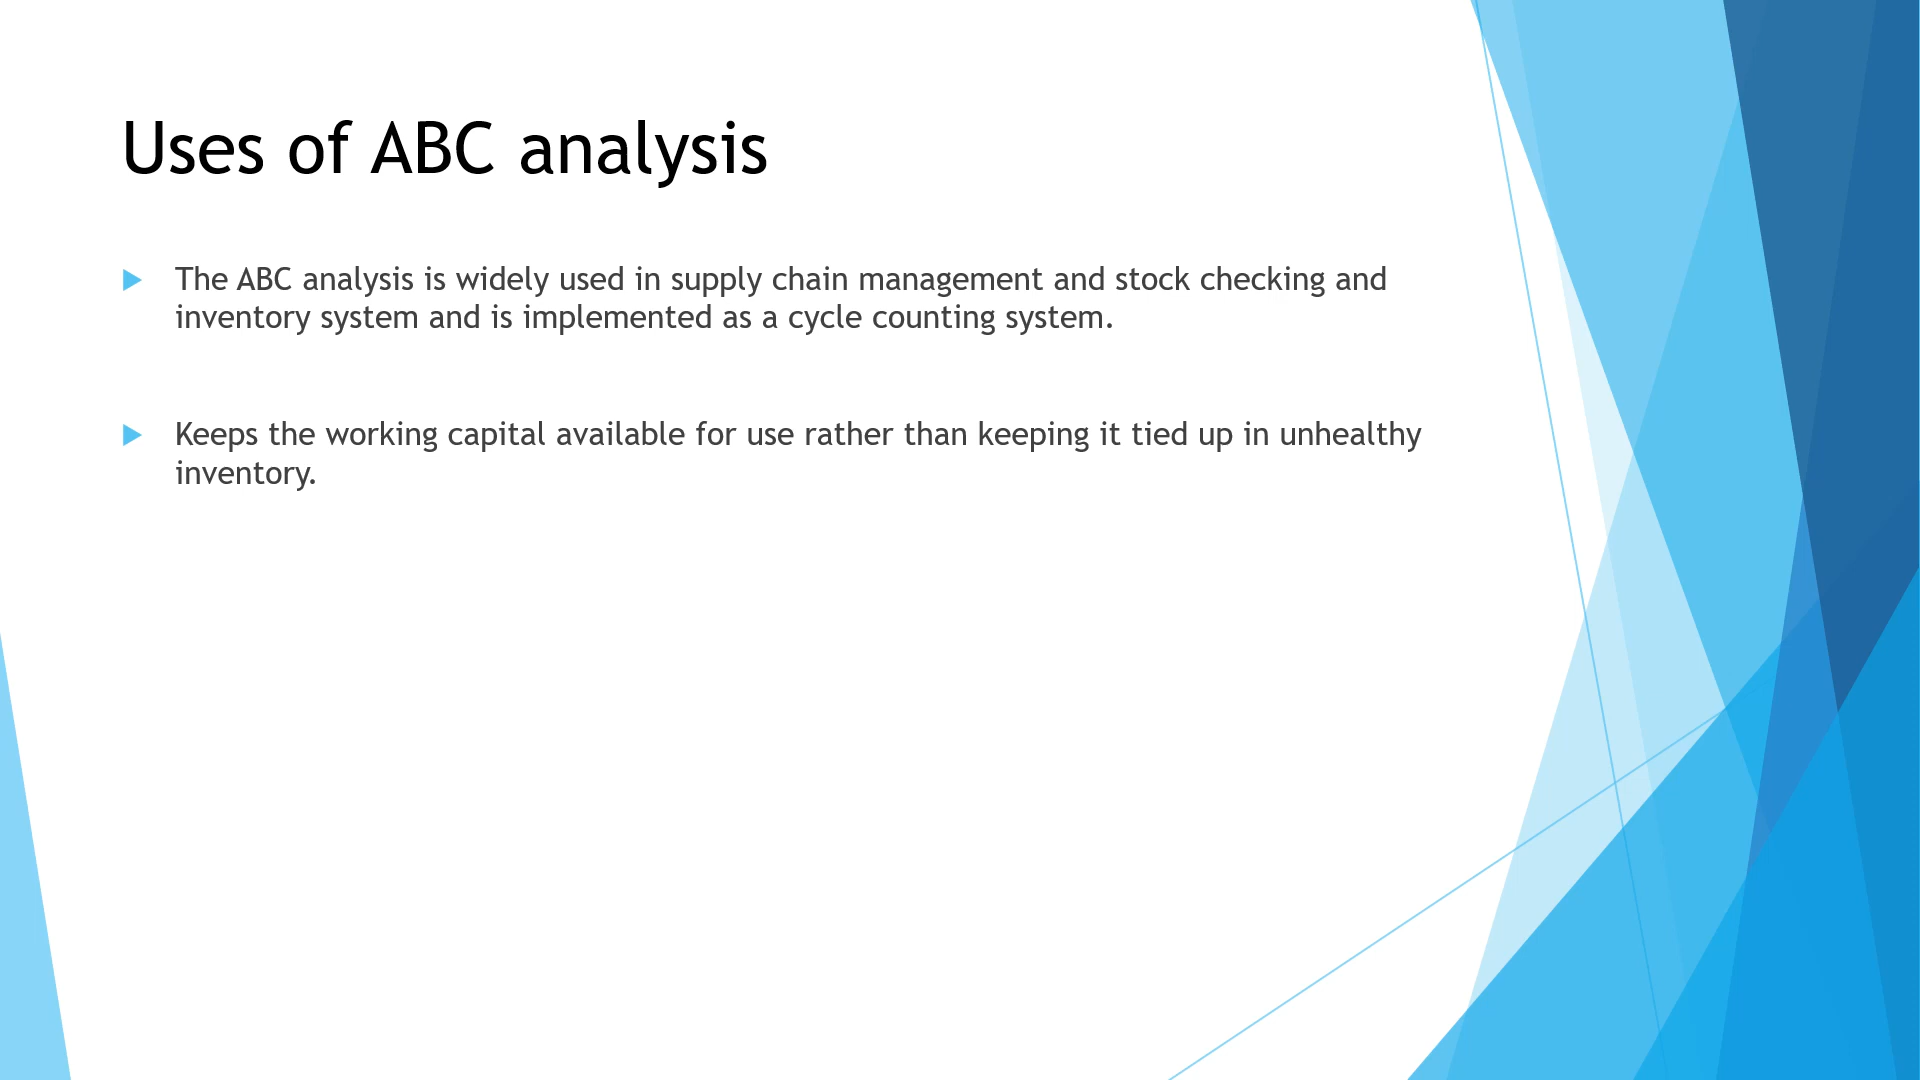 Uses of ABC analysis
The ABC analysis is widely used in supply chain management and stock checking and
inventory system and is implemented as a cycle counting system.
Keeps the working capital available for use rather than keeping it tied up in unhealthy
inventory.